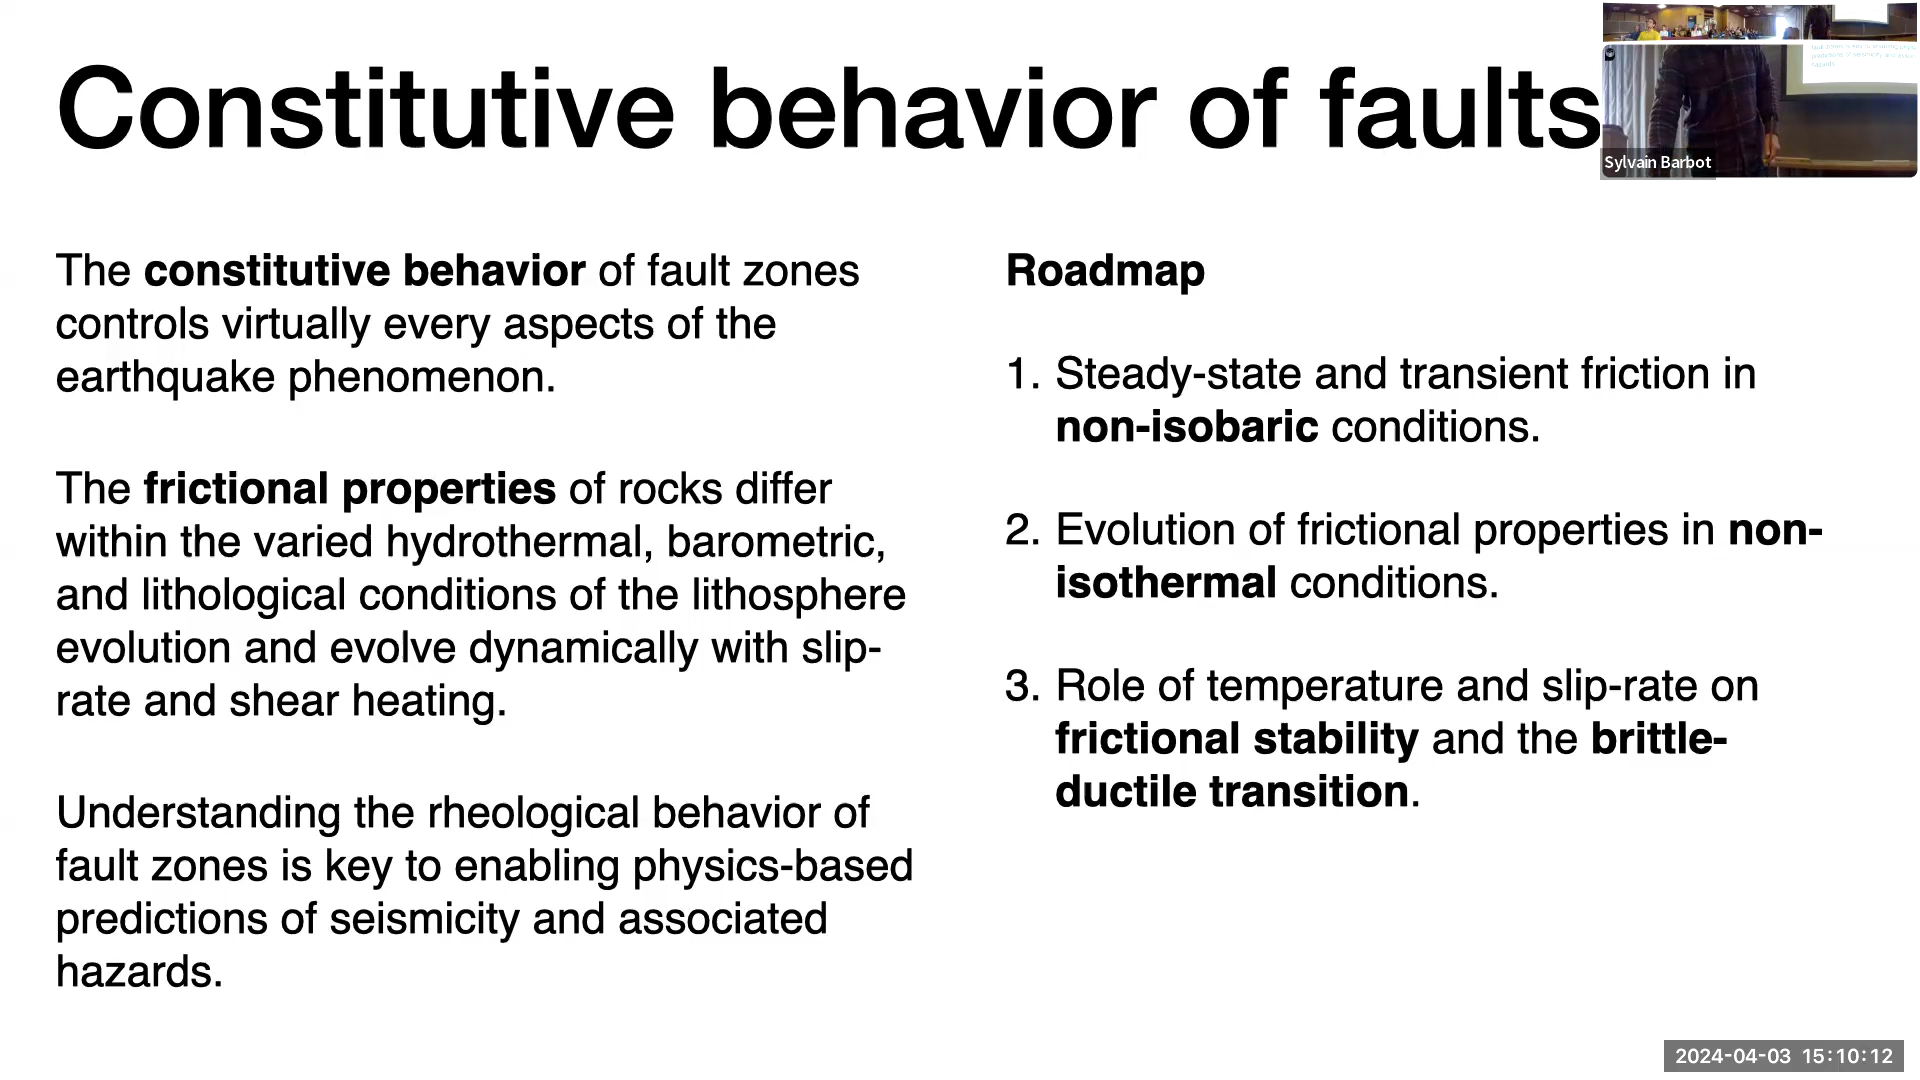 Constitutive behavior of faults
Sylvain Barbot
The constitutive behavior of fault zones
controls virtually every aspects of the
earthquake phenomenon.
The frictional properties of rocks differ
within the varied hydrothermal, barometric,
and lithological conditions of the lithosphere
evolution and evolve dynamically with slip-
rate and shear heating.
Understanding the rheological behavior of
fault zones is key to enabling physics-based
predictions of seismicity and associated
hazards.
Roadmap
1. Steady-state and transient friction in
non-isobaric conditions.
2. Evolution of frictional properties in non-
isothermal conditions.
3. Role of temperature and slip-rate on
frictional stability and the brittle-
ductile transition.
2024-04-03 15:10:12